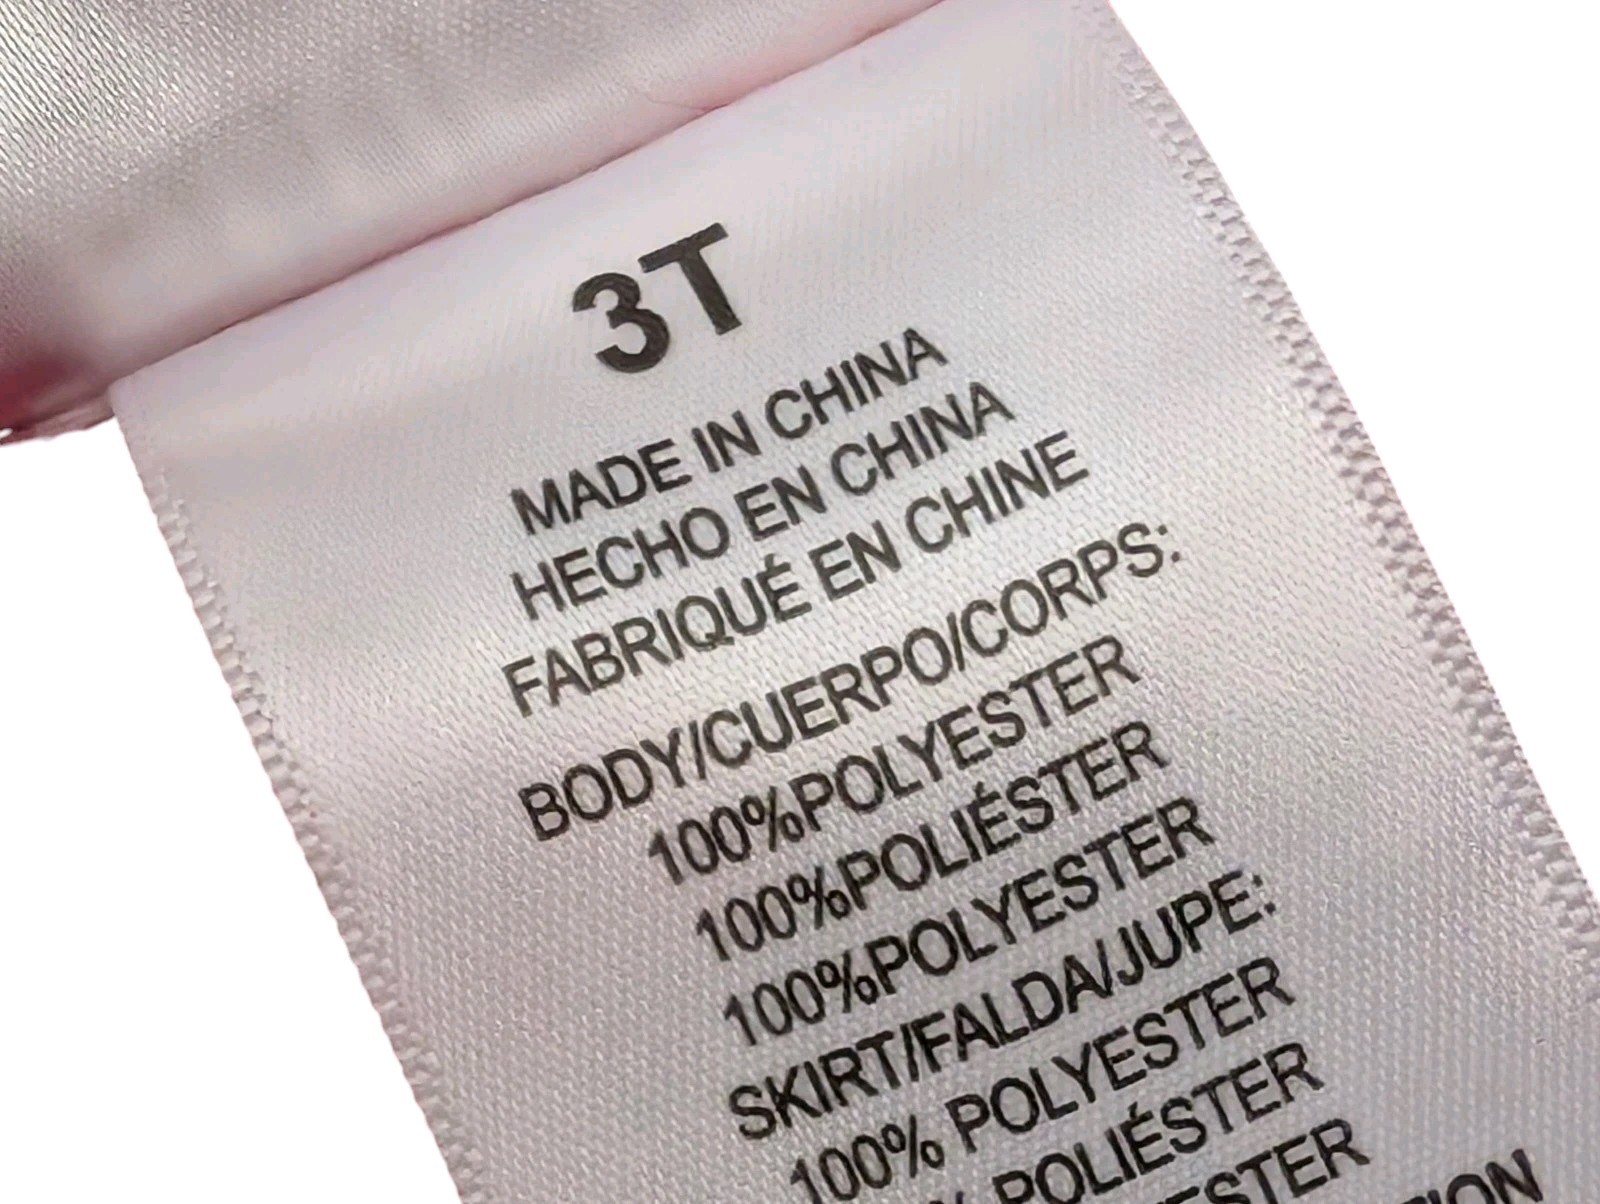 3T
MADE IN CHINA
HECHO EN CHINA
FABRIQUÉ EN CHINE
BODY/CUERPO/CORPS:
100%POLYESTER
100%POLIÉSTER
100%POLYESTER
SKIRT/FALDA/JUPE:
100% POLYESTER
POLIÉSTER